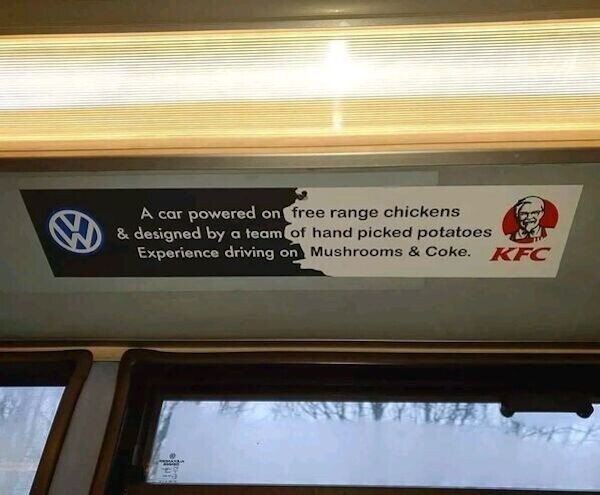 A car powered on free range chickens
& designed by a team of hand picked potatoes
Experience driving on Mushrooms & Coke.
KFC